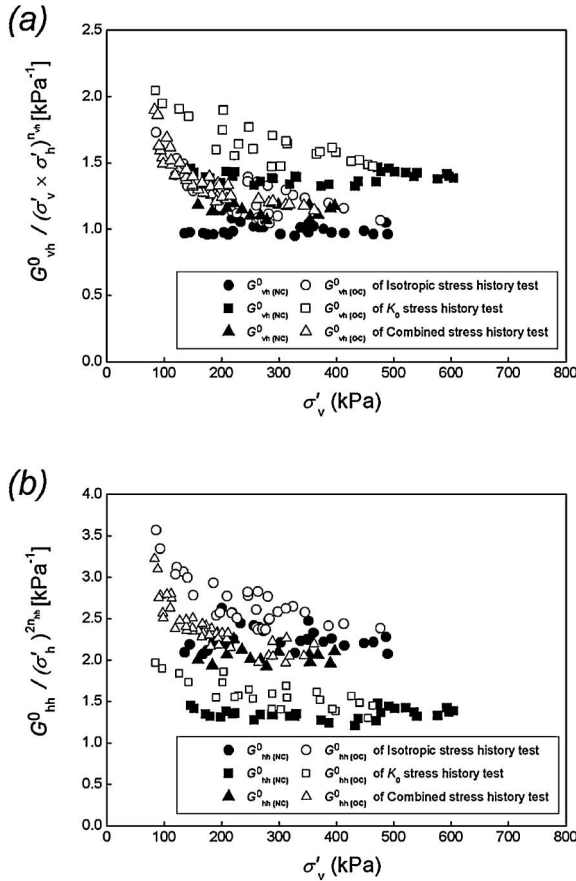 (a)
2.5
2.0
1.5
1.0
0.5
0.0
G⁰vh / (σ′v × σ′h)ⁿᵛʰ [kPa⁻¹]
G⁰vh (NC) G⁰vh (OC) of Isotropic stress history test
G⁰vh (NC) G⁰vh (OC) of K₀ stress history test
G⁰vh (NC) G⁰vh (OC) of Combined stress history test
0 100 200 300 400 500 600 700 800
σ′v (kPa)
(b)
4.0
3.5
3.0
2.5
2.0
1.5
1.0
0.5
0.0
G⁰hh / (σ′h)²ⁿʰʰ [kPa⁻¹]
G⁰hh (NC) G⁰hh (OC) of Isotropic stress history test
G⁰hh (NC) G⁰hh (OC) of K₀ stress history test
G⁰hh (NC) G⁰hh (OC) of Combined stress history test
0 100 200 300 400 500 600 700 800
σ′v (kPa)